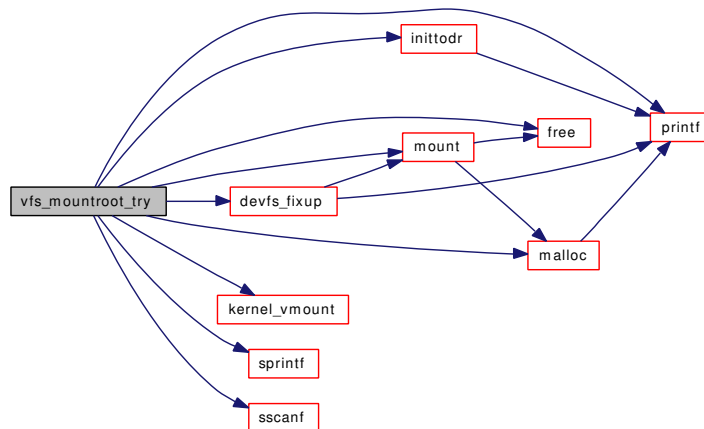 inittodr
printf
free
mount
vfs_mountroot_try
devfs_fixup
malloc
kernel_vmount
sprintf
sscanf